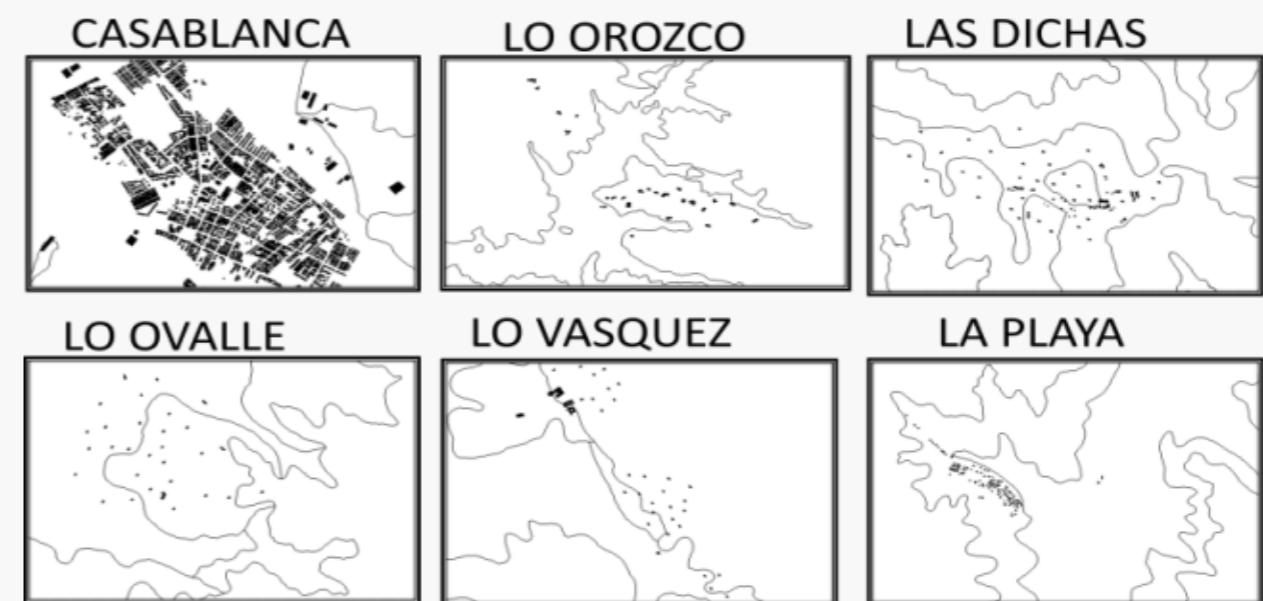 CASABLANCA
LO OROZCO
LAS DICHAS
LO OVALLE
LO VASQUEZ
LA PLAYA